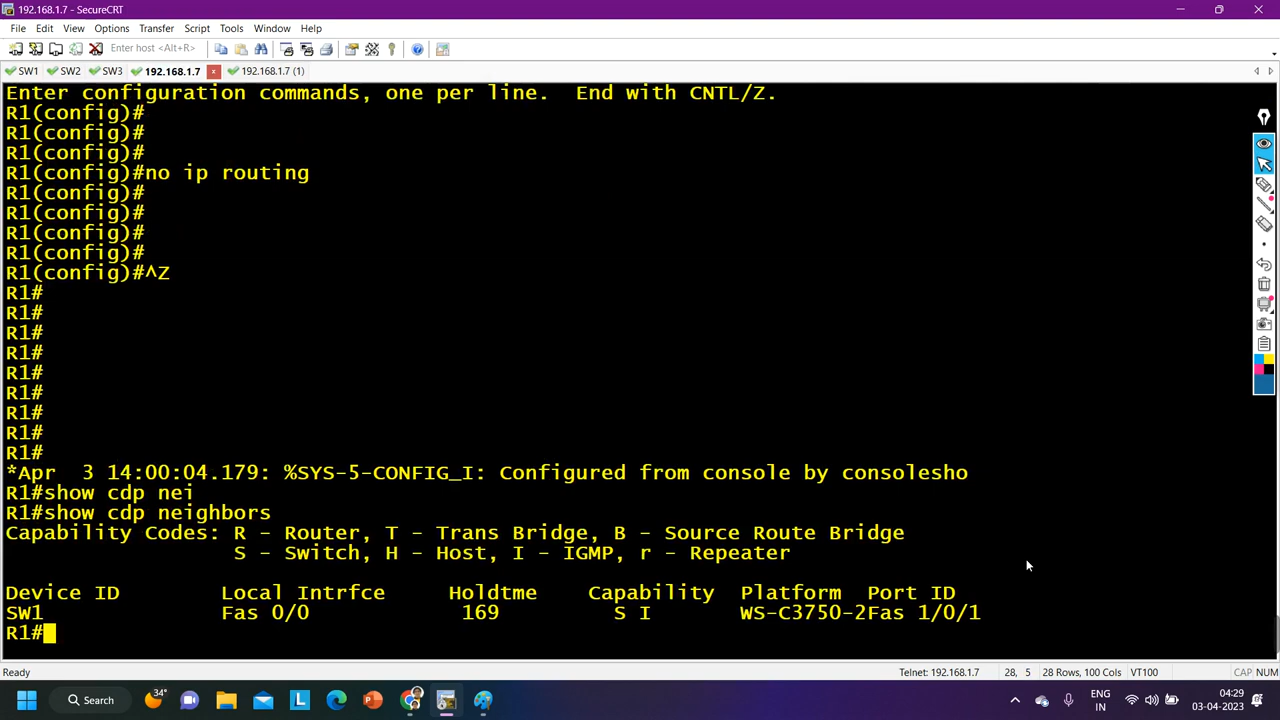 192.168.1.7 - SecureCRT
File Edit View Options Transfer Script Tools Window Help
Enter host <Alt+R>
SW1 SW2 SW3 192.168.1.7 x 192.168.1.7 (1)
Enter configuration commands, one per line. End with CNTL/Z.
R1(config)#
R1(config)#
R1(config)#
R1(config)#no ip routing
R1(config)#
R1(config)#
R1(config)#
R1(config)#
R1(config)#^Z
R1#
R1#
R1#
R1#
R1#
R1#
R1#
R1#
R1#
*Apr  3 14:00:04.179: %SYS-5-CONFIG_I: Configured from console by consolesho
R1#show cdp nei
R1#show cdp neighbors
Capability Codes: R - Router, T - Trans Bridge, B - Source Route Bridge
S - Switch, H - Host, I - IGMP, r - Repeater
Device ID Local Intrfce Holdtme Capability Platform Port ID
SW1 Fas 0/0 169 S I WS-C3750-2Fas 1/0/1
R1#
Ready Telnet: 192.168.1.7 28, 5 28 Rows, 100 Cols VT100 CAP NUM
Search 34° L ENG IN 04:29 03-04-2023